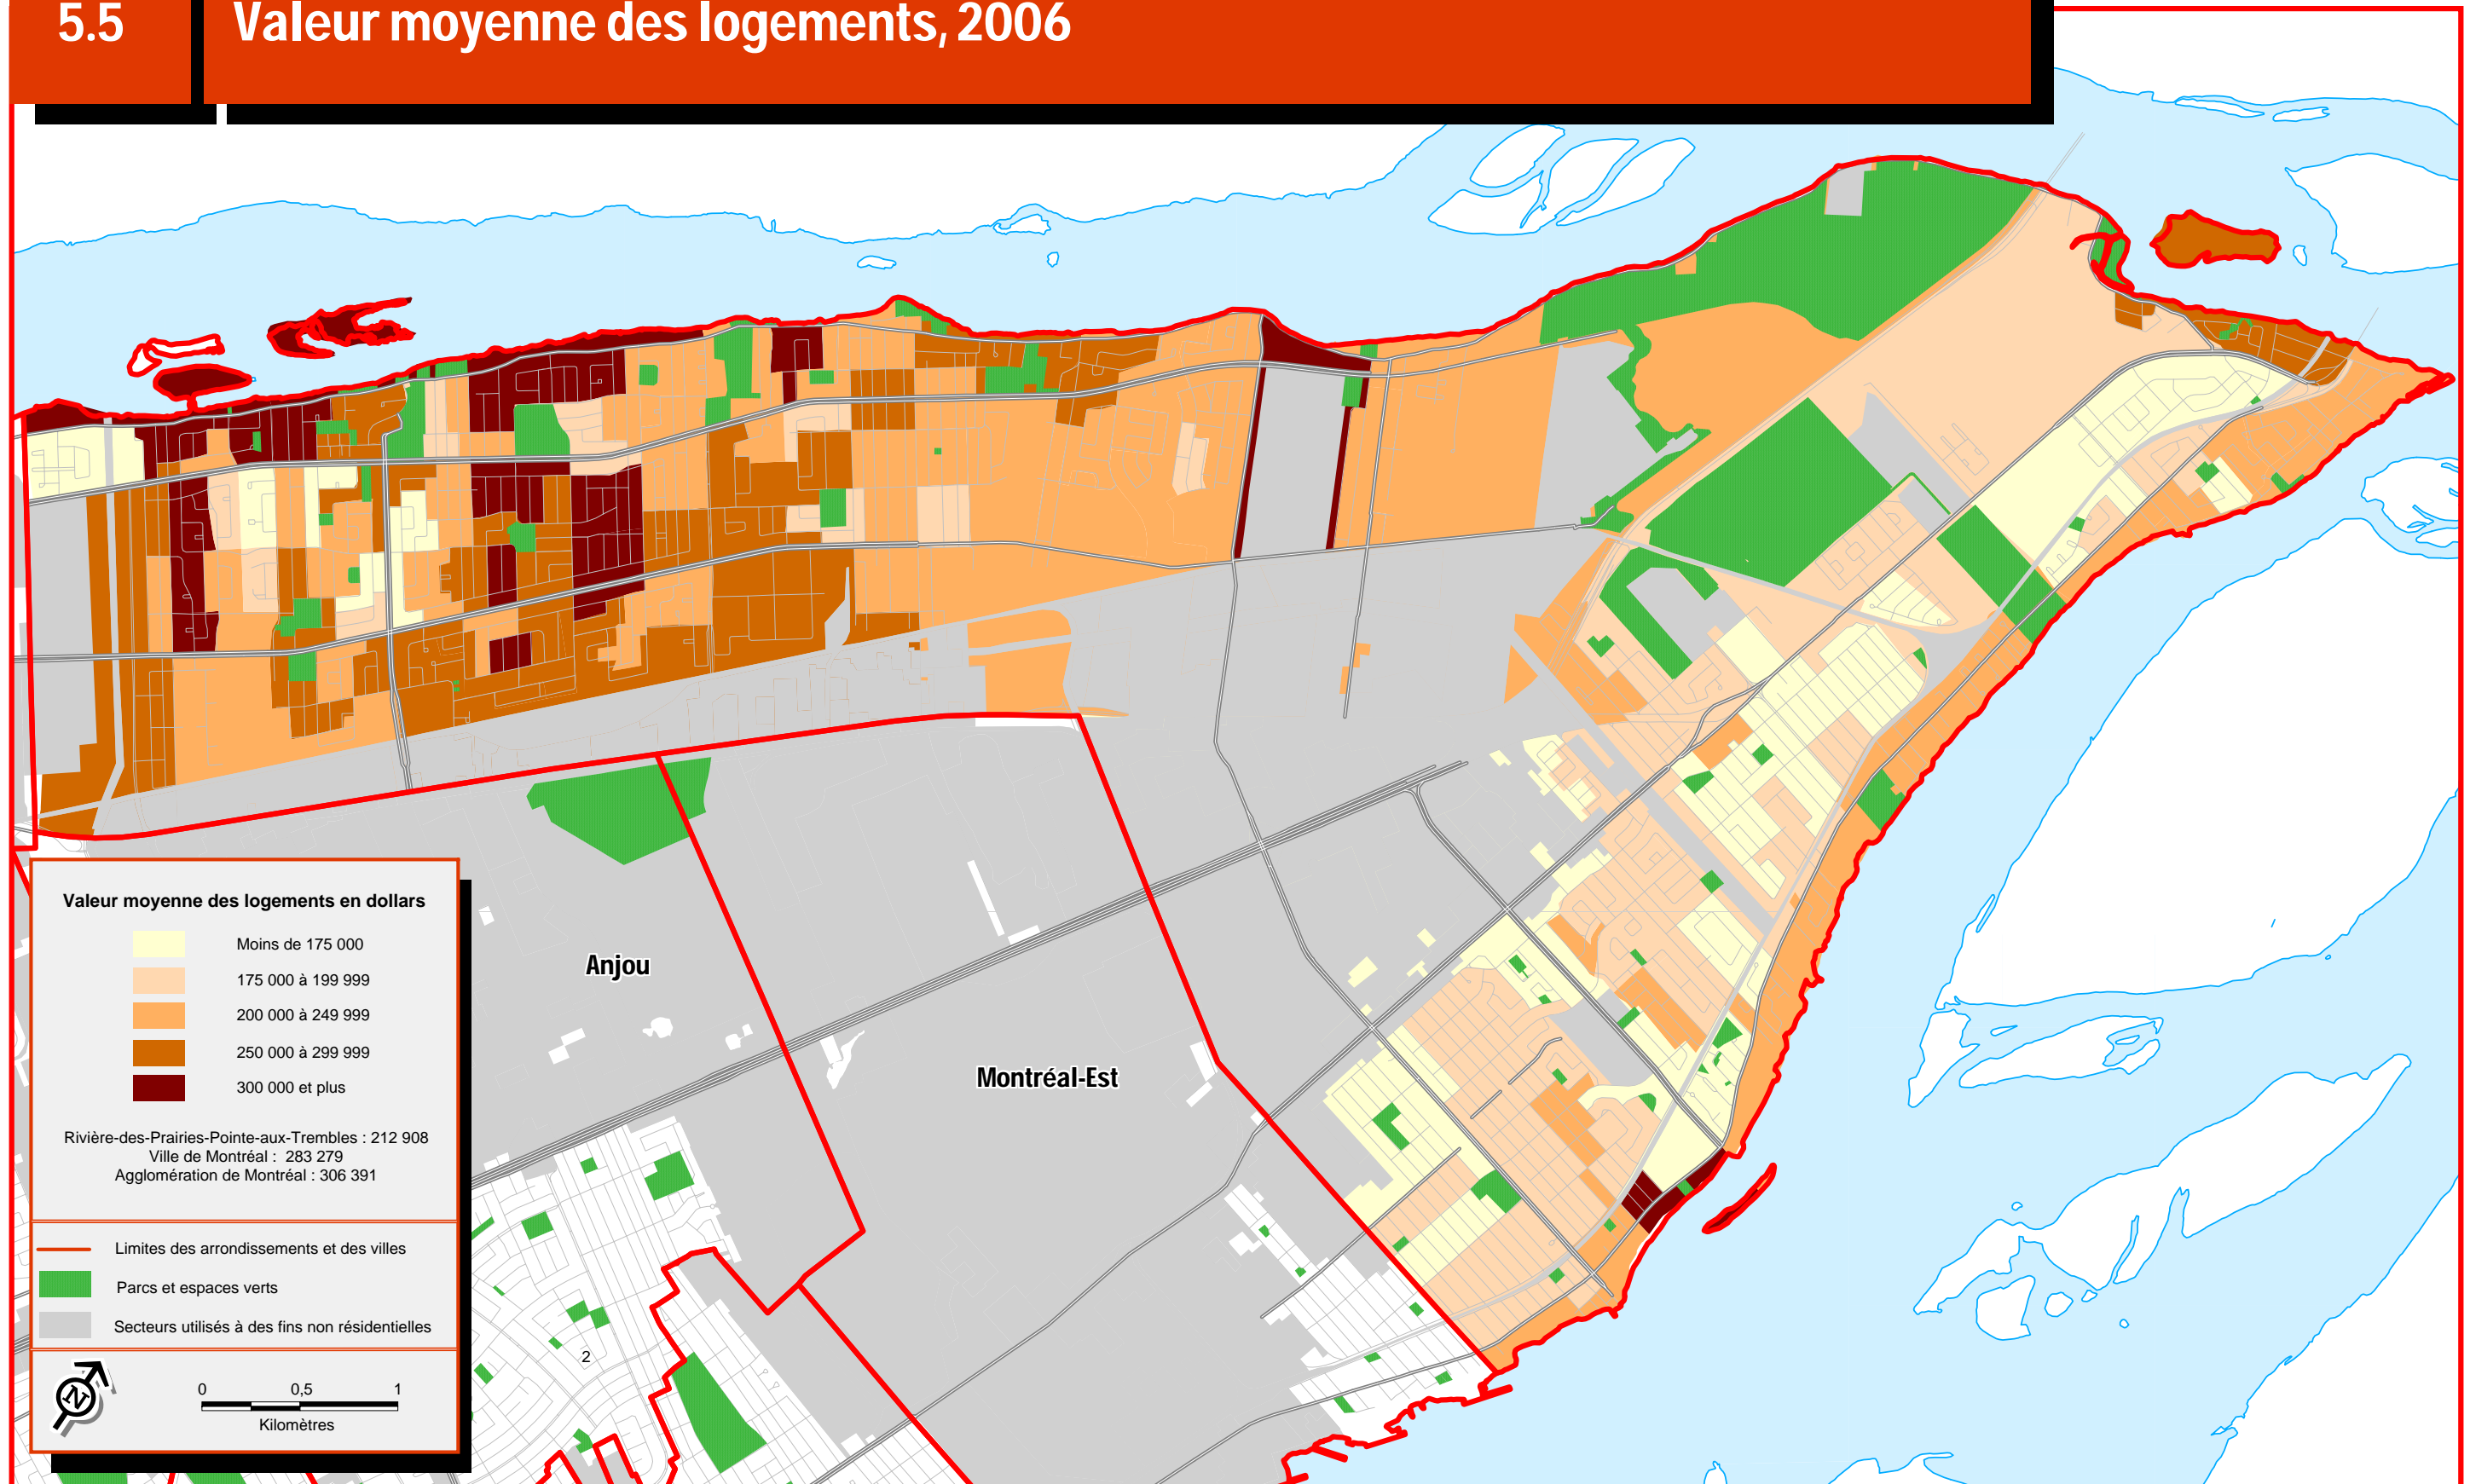 5.5 Valeur moyenne des logements, 2006
Valeur moyenne des logements en dollars
Moins de 175 000
175 000 à 199 999
200 000 à 249 999
250 000 à 299 999
300 000 et plus
Rivière-des-Prairies-Pointe-aux-Trembles : 212 908
Ville de Montréal : 283 279
Agglomération de Montréal : 306 391
Limites des arrondissements et des villes
Parcs et espaces verts
Secteurs utilisés à des fins non résidentielles
N
0 0,5 1
Kilomètres
Anjou
Montréal-Est
2